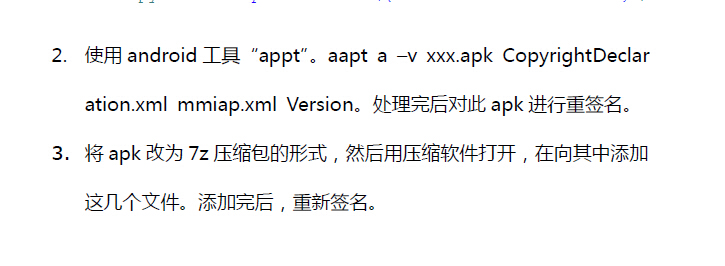 2. 使用 android 工具“appt”。aapt a –v xxx.apk CopyrightDeclar
ation.xml mmiap.xml Version。处理完后对此 apk 进行重签名。
3. 将 apk 改为 7z 压缩包的形式，然后用压缩软件打开，在向其中添加
这几个文件。添加完后，重新签名。